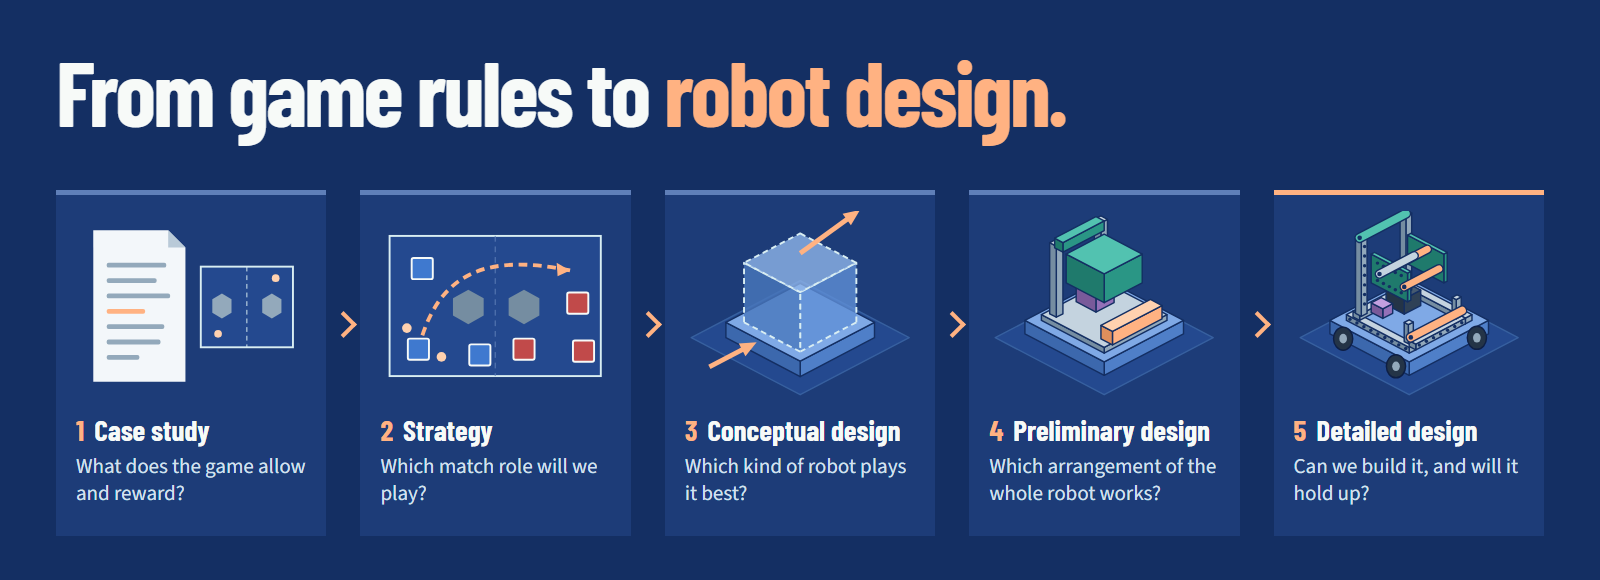 From game rules to robot design.
1 Case study
What does the game allow
and reward?
2 Strategy
Which match role will we
play?
3 Conceptual design
Which kind of robot plays
it best?
4 Preliminary design
Which arrangement of the
whole robot works?
5 Detailed design
Can we build it, and will it
hold up?